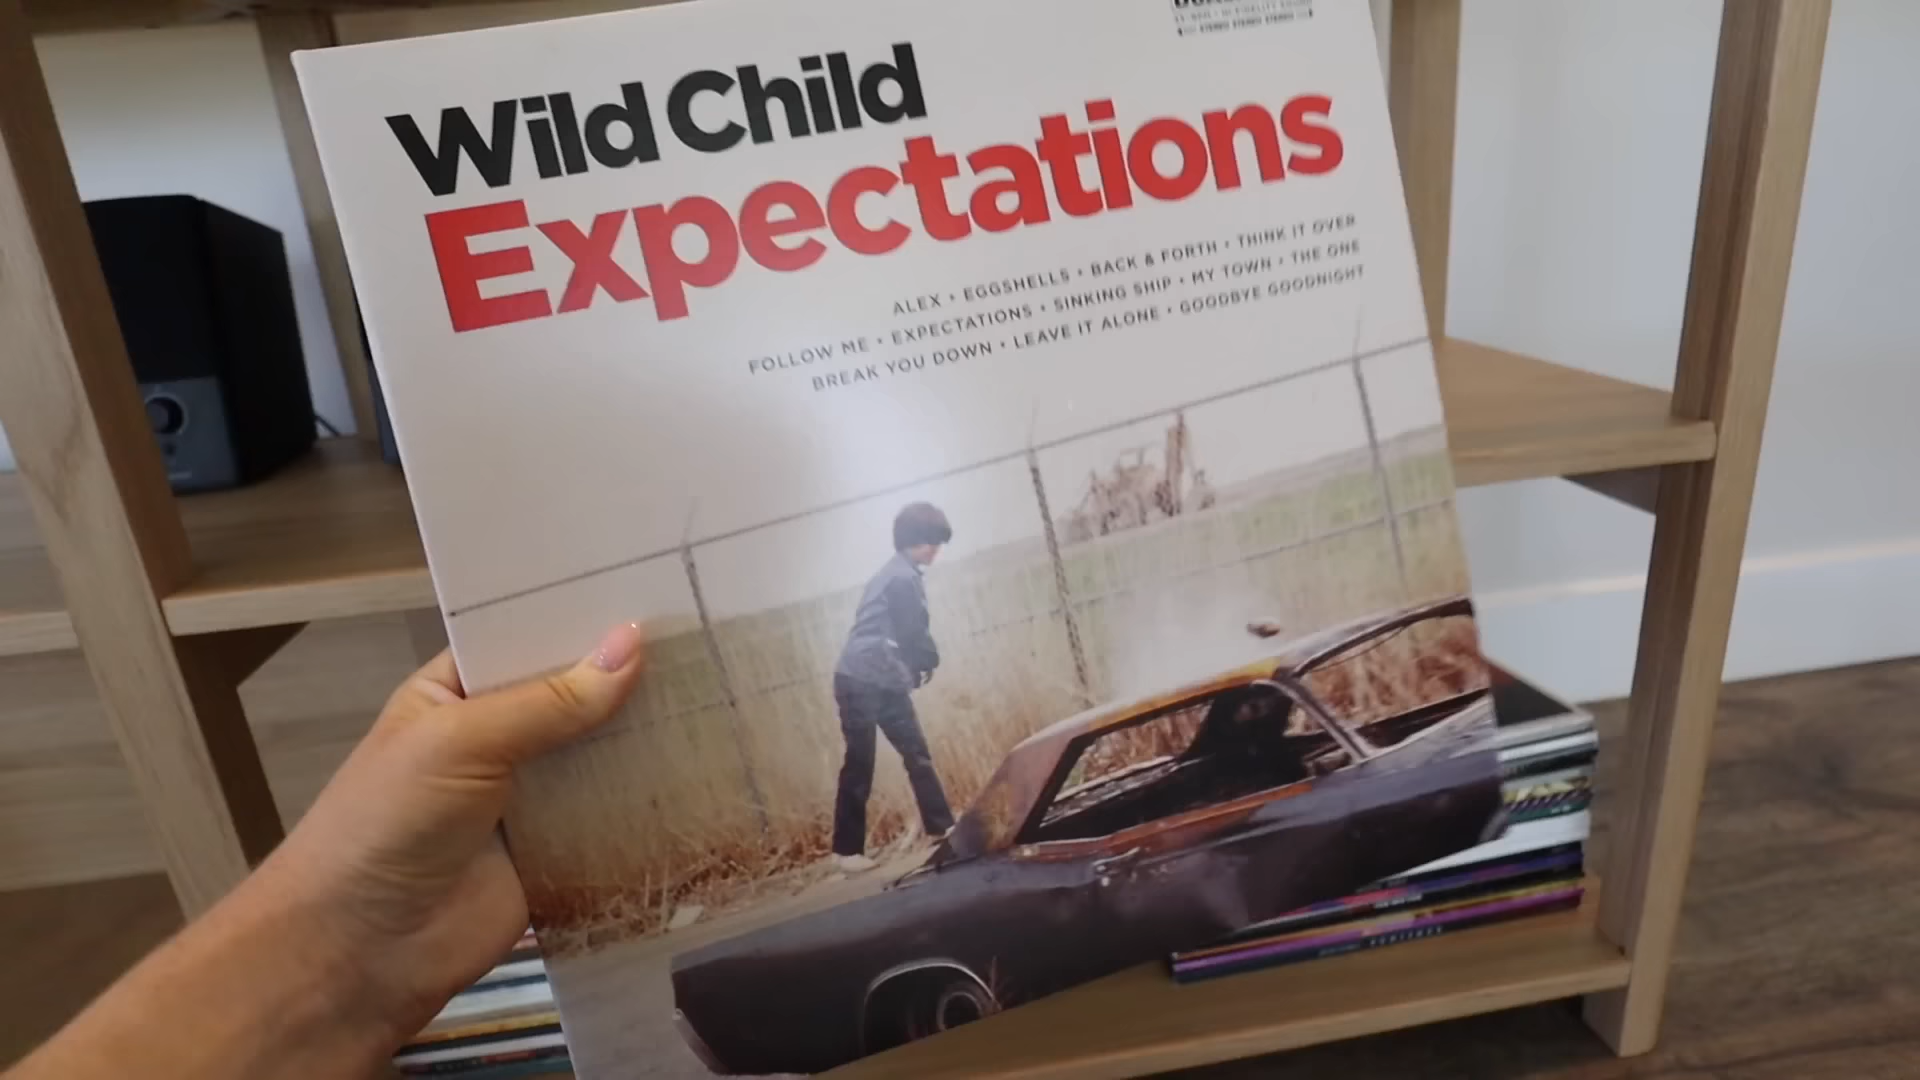 Wild Child
Expectations
ALEX • EGGSHELLS • BACK & FORTH • THINK IT OVER
FOLLOW ME • EXPECTATIONS • SINKING SHIP • MY TOWN • THE ONE
BREAK YOU DOWN • LEAVE IT ALONE • GOODBYE GOODNIGHT